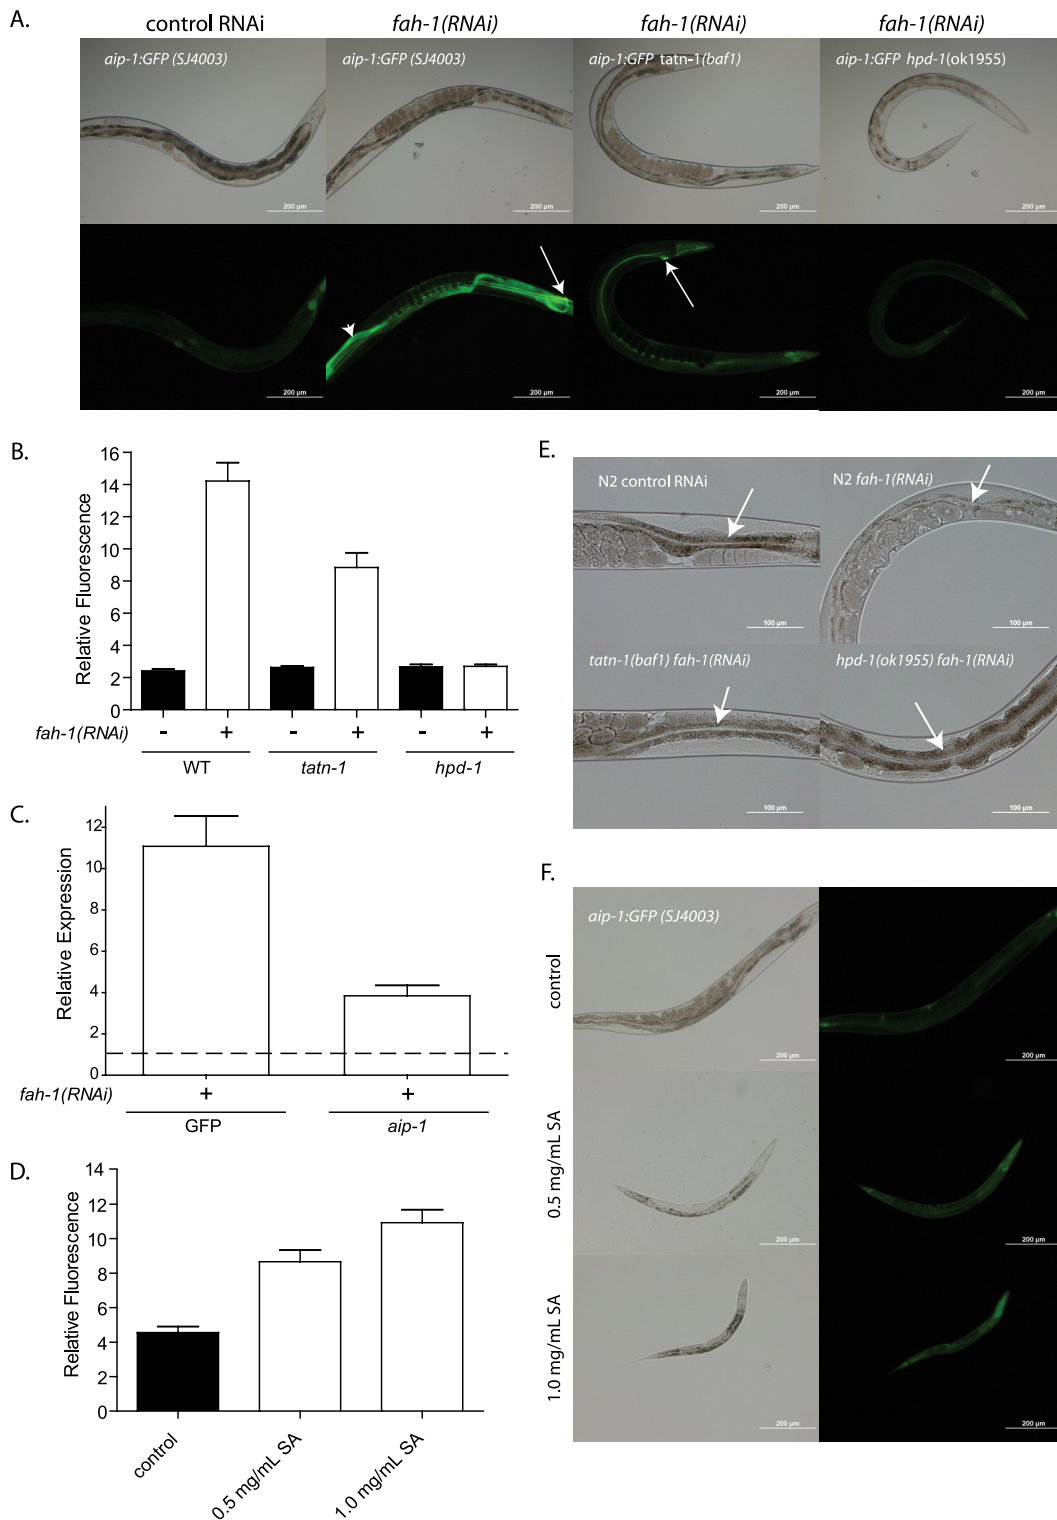 A.
control RNAi
fah-1(RNAi)
fah-1(RNAi)
fah-1(RNAi)
aip-1:GFP (SJ4003)
aip-1:GFP (SJ4003)
aip-1:GFP tatn-1(baf1)
aip-1:GFP hpd-1(ok1955)
200 µm
200 µm
200 µm
200 µm
200 µm
200 µm
200 µm
200 µm
B.
Relative Fluorescence
16
14
12
10
8
6
4
2
0
fah-1(RNAi)
- + - + - +
WT
tatn-1
hpd-1
C.
Relative Expression
12
10
8
6
4
2
0
fah-1(RNAi)
+ +
GFP
aip-1
D.
Relative Fluorescence
14
12
10
8
6
4
2
0
control
0.5 mg/mL SA
1.0 mg/mL SA
E.
N2 control RNAi
N2 fah-1(RNAi)
100 µm
100 µm
tatn-1(baf1) fah-1(RNAi)
hpd-1(ok1955) fah-1(RNAi)
100 µm
100 µm
F.
aip-1:GFP (SJ4003)
control
200 µm
200 µm
0.5 mg/mL SA
200 µm
200 µm
1.0 mg/mL SA
200 µm
200 µm